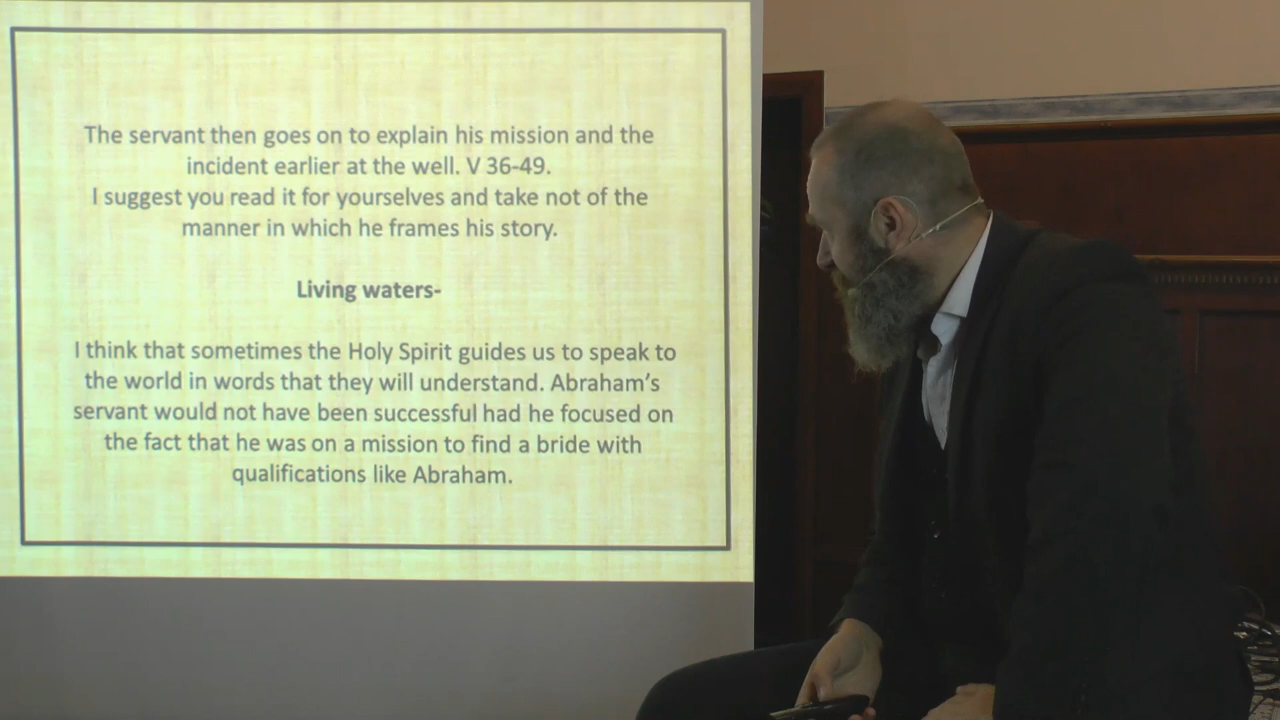 The servant then goes on to explain his mission and the
incident earlier at the well. V 36-49.
I suggest you read it for yourselves and take not of the
manner in which he frames his story.
Living waters-
I think that sometimes the Holy Spirit guides us to speak to
the world in words that they will understand. Abraham's
servant would not have been successful had he focused on
the fact that he was on a mission to find a bride with
qualifications like Abraham.